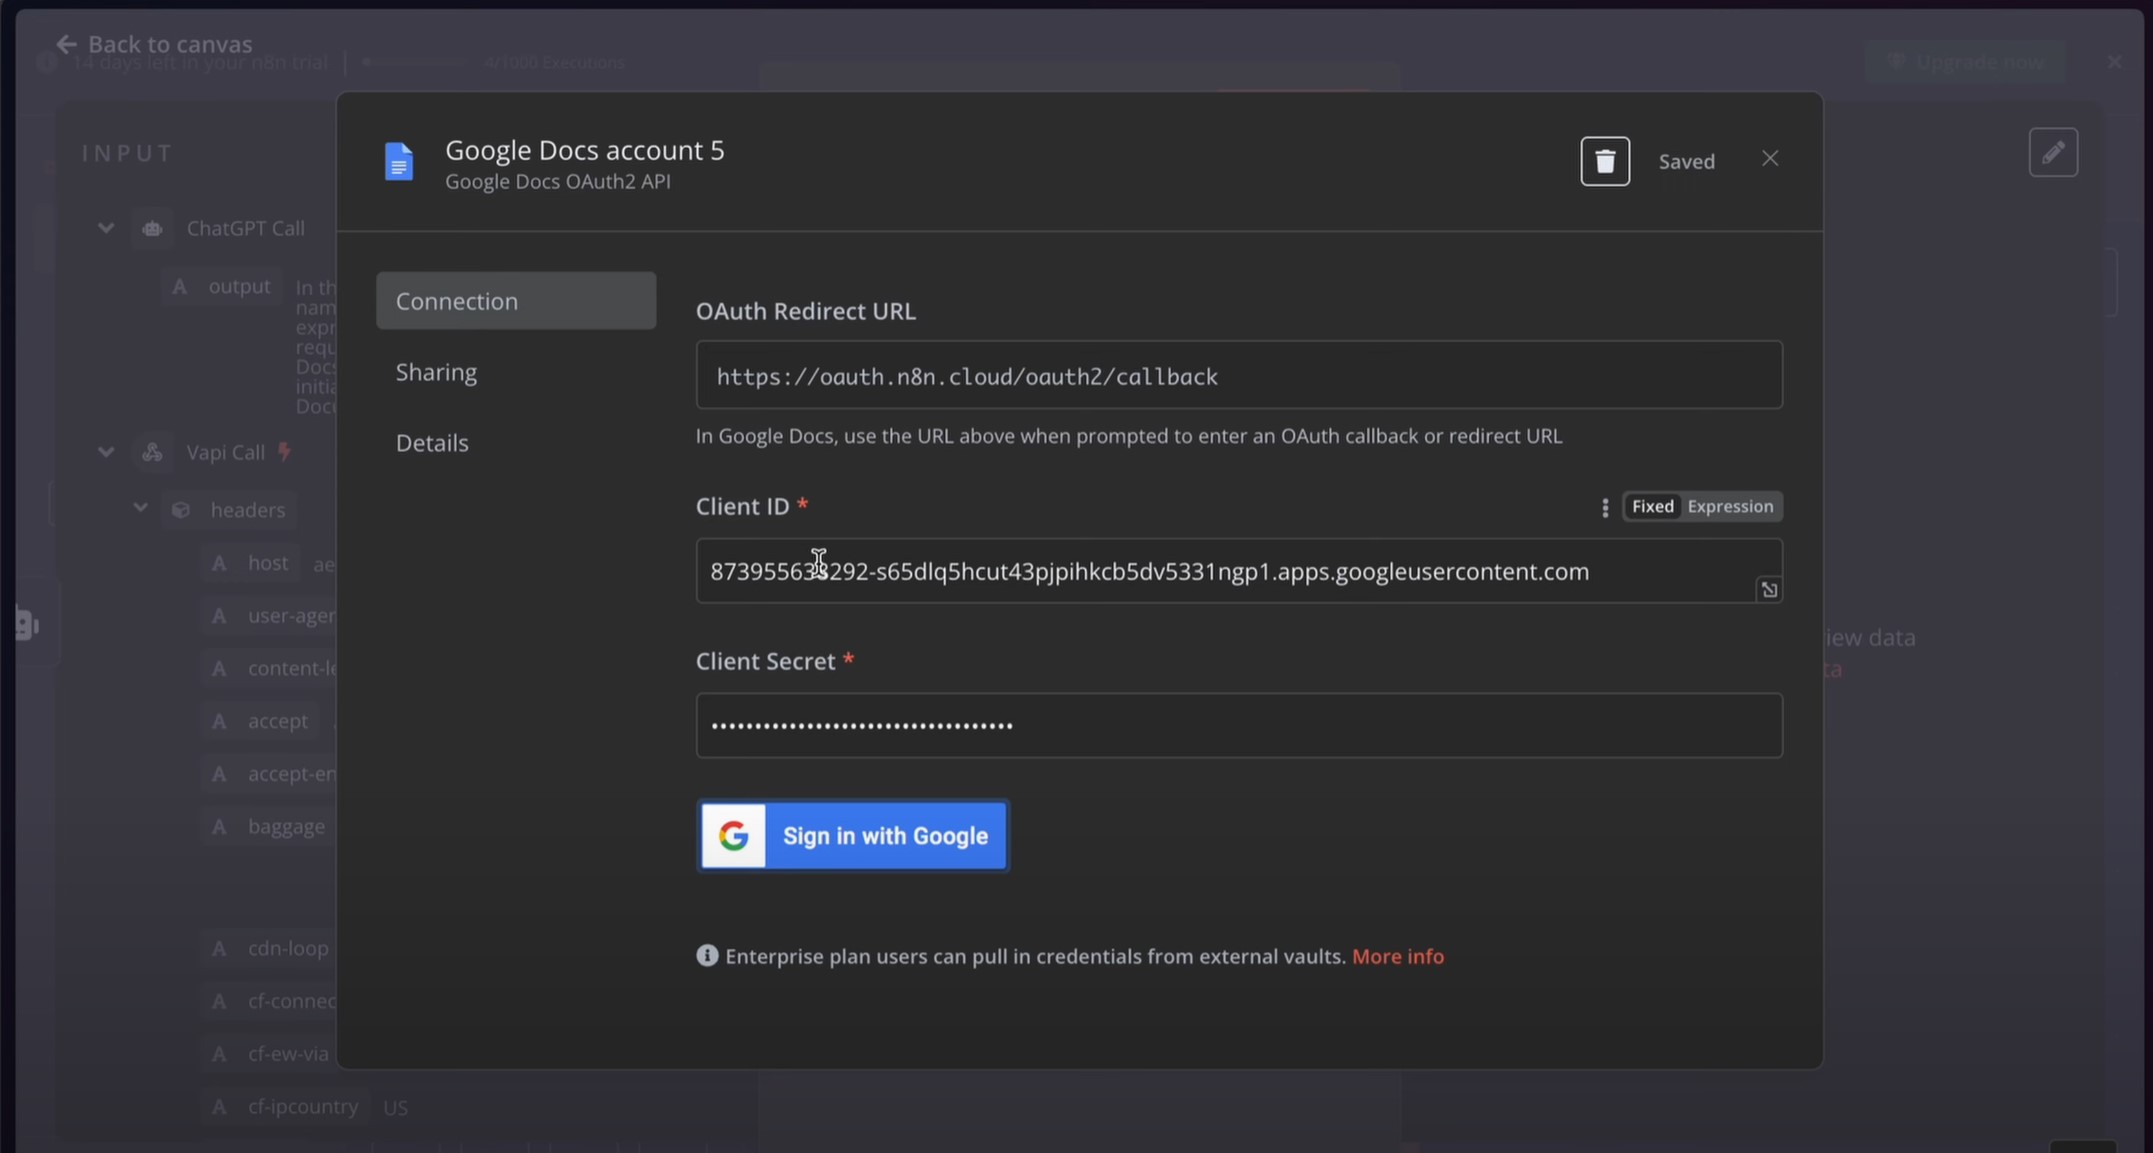 Back to canvas
14 days left in your n8n-trial
4/1000 Executions
Upgrade now
INPUT
ChatGPT Call
output
In th
nam
expr
requ
Docs
initia
Docu
Vapi Call
headers
host ae
user-ager
content-le
accept
accept-en
baggage
cdn-loop
cf-connec
cf-ew-via
cf-ipcountry US
Google Docs account 5
Google Docs OAuth2 API
Saved
Connection
Sharing
Details
OAuth Redirect URL
https://oauth.n8n.cloud/oauth2/callback
In Google Docs, use the URL above when prompted to enter an OAuth callback or redirect URL
Client ID *
Fixed Expression
-s65dlq5hcut43pjpihkcb5dv5331ngp1.apps.googleusercontent.com
Client Secret *
••••••••••••••••••••••••••••••••••••
Sign in with Google
Enterprise plan users can pull in credentials from external vaults. More info
iew data
ta